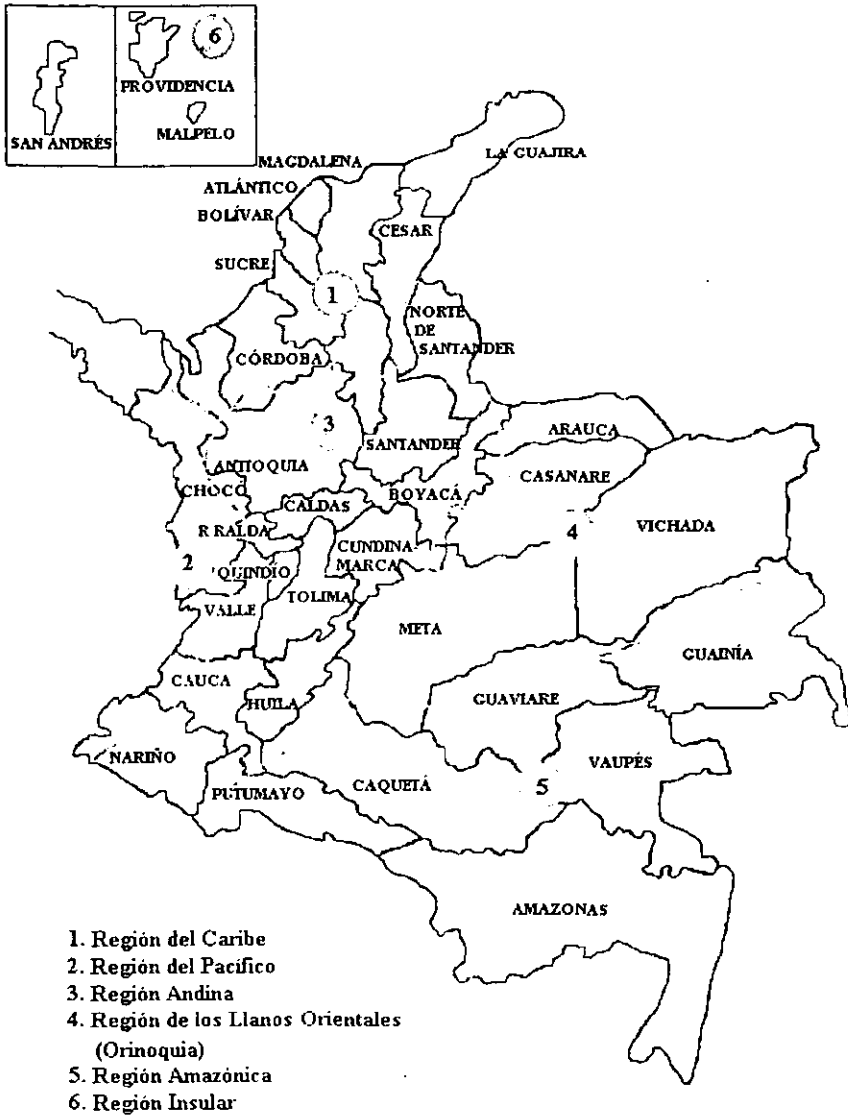 6
PROVIDENCIA
SAN ANDRÉS
MALPELO
MAGDALENA
LA GUAJIRA
ATLÁNTICO
BOLÍVAR
CESAR
SUCRE
1
NORTE
DE
SANTANDER
CÓRDOBA
3
SANTANDER
ARAUCA
ANTIOQUIA
CASANARE
CHOCO
BOYACÁ
CALDAS
VICHADA
R RALDA
CUNDINA
MARCA
4
2
QUINDÍO
TOLIMA
VALLE
META
GUAINÍA
CAUCA
HUILA
GUAVIARE
NARIÑO
VAUPÉS
PUTUMAYO
CAQUETÁ
5
AMAZONAS
1. Región del Caribe
2. Región del Pacífico
3. Región Andina
4. Región de los Llanos Orientales
(Orinoquia)
5. Región Amazónica
6. Región Insular